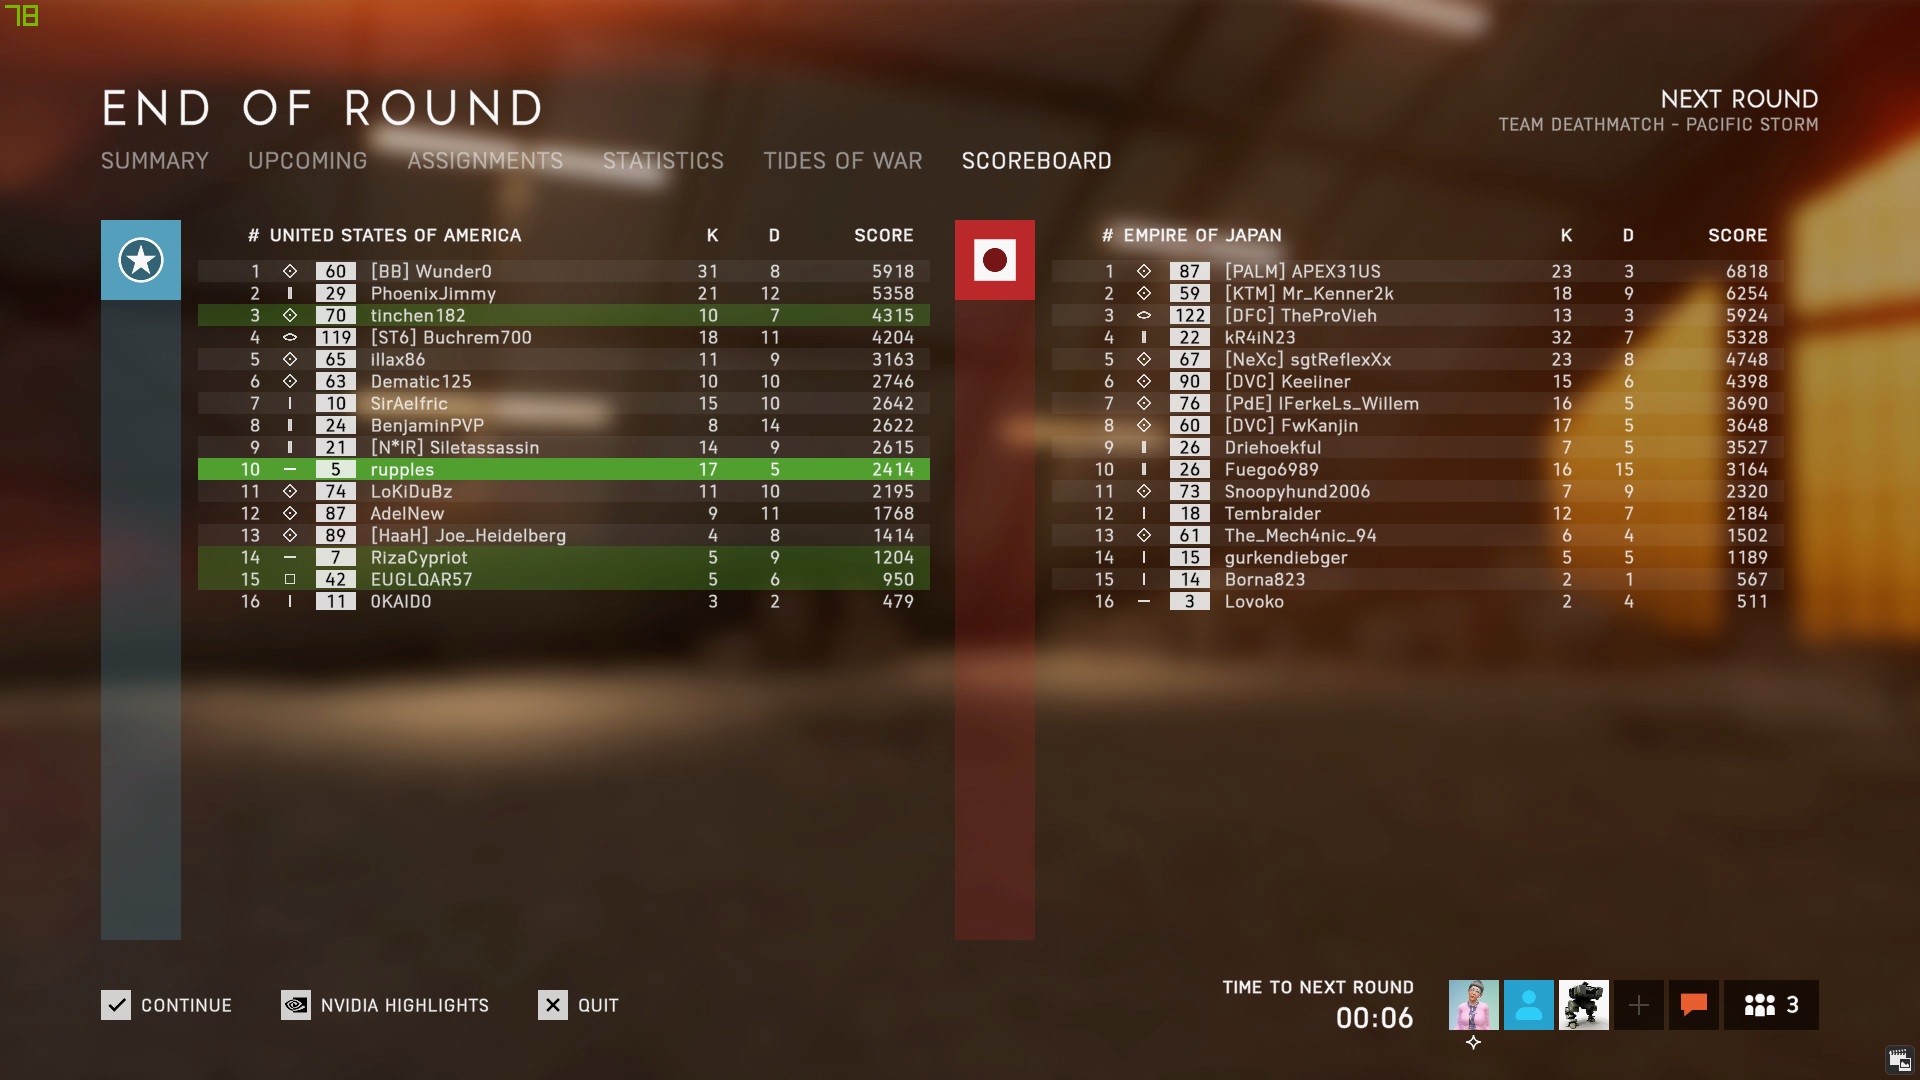 78
END OF ROUND
NEXT ROUND
TEAM DEATHMATCH - PACIFIC STORM
SUMMARY UPCOMING ASSIGNMENTS STATISTICS TIDES OF WAR SCOREBOARD
# UNITED STATES OF AMERICA K D SCORE
1 60 [BB] Wunder0 31 8 5918
2 29 PhoenixJimmy 21 12 5358
3 70 tinchen182 10 7 4315
4 119 [ST6] Buchrem700 18 11 4204
5 65 illax86 11 9 3163
6 63 Dematic125 10 10 2746
7 10 SirAelfric 15 10 2642
8 24 BenjaminPVP 8 14 2622
9 21 [N*IR] Siletassassin 14 9 2615
10 5 rupples 17 5 2414
11 74 LoKiDuBz 11 10 2195
12 87 AdelNew 9 11 1768
13 89 [HaaH] Joe_Heidelberg 4 8 1414
14 7 RizaCypriot 5 9 1204
15 42 EUGLQAR57 5 6 950
16 11 0KAID0 3 2 479
# EMPIRE OF JAPAN K D SCORE
1 87 [PALM] APEX31US 23 3 6818
2 59 [KTM] Mr_Kenner2k 18 9 6254
3 122 [DFC] TheProVieh 13 3 5924
4 22 kR4iN23 32 7 5328
5 67 [NeXc] sgtReflexXx 23 8 4748
6 90 [DVC] Keeiiner 15 6 4398
7 76 [PdE] IFerkeLs_Willem 16 5 3690
8 60 [DVC] FwKanjin 17 5 3648
9 26 Driehoekful 7 5 3527
10 26 Fuego6989 16 15 3164
11 73 Snoopyhund2006 7 9 2320
12 18 Tembraider 12 7 2184
13 61 The_Mech4nic_94 6 4 1502
14 15 gurkendiebger 5 5 1189
15 14 Borna823 2 1 567
16 3 Lovoko 2 4 511
CONTINUE NVIDIA HIGHLIGHTS QUIT
TIME TO NEXT ROUND
00:06
3